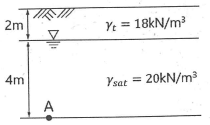 2m
γt = 18kN/m³
4m
γsat = 20kN/m³
A